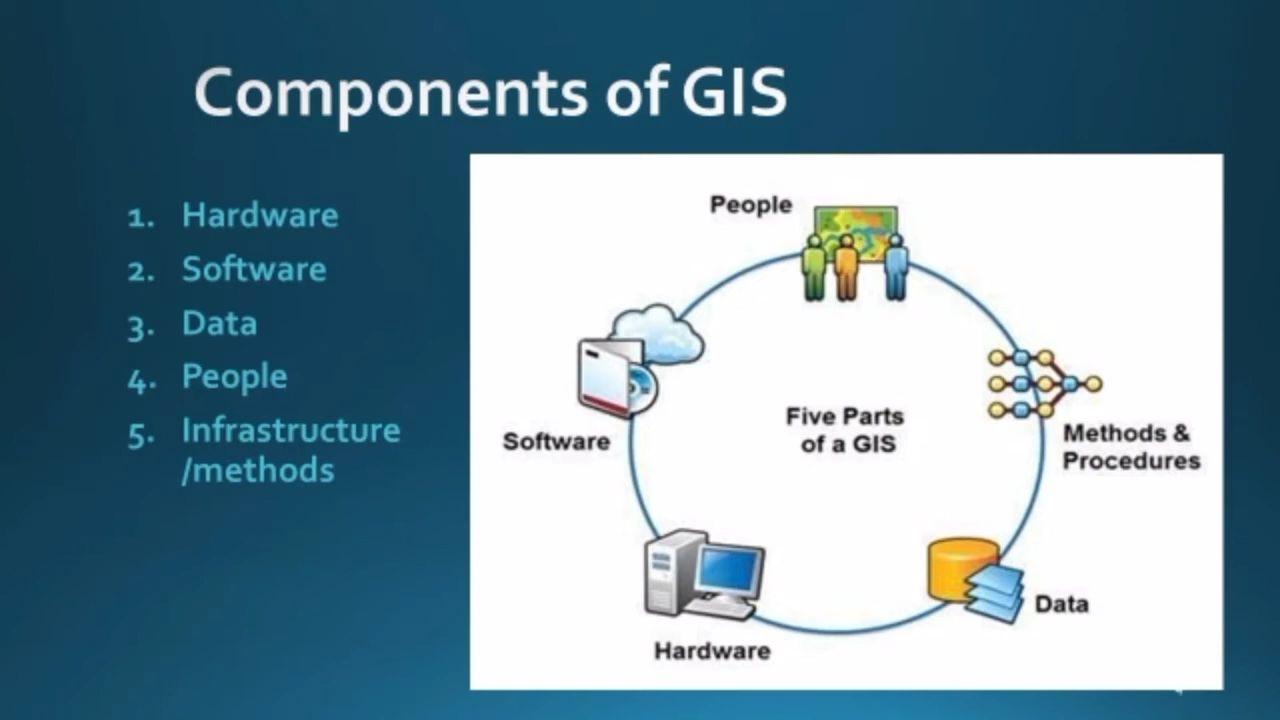 Components of GIS
1. Hardware
2. Software
3. Data
4. People
5. Infrastructure
/methods
People
Methods &
Procedures
Data
Hardware
Software
Five Parts
of a GIS